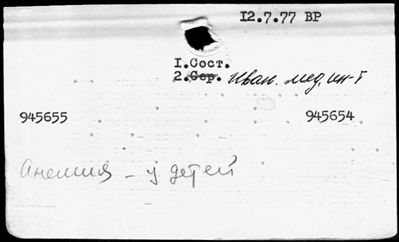 12.7.77 ВР
1.Сост.
2.Сер. Иван. мед. ин-т
945655 945654
Анемия - у детей